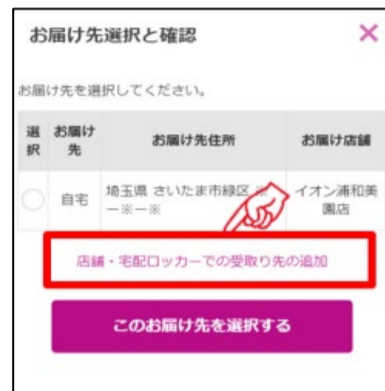 お届け先選択と確認
お届け先を選択してください。
選択 お届け先 お届け先住所 お届け店舗
自宅 埼玉県 さいたま市緑区 ※ イオン浦和美
ー※ー※ 園店
店舗・宅配ロッカーでの受取り先の追加
このお届け先を選択する